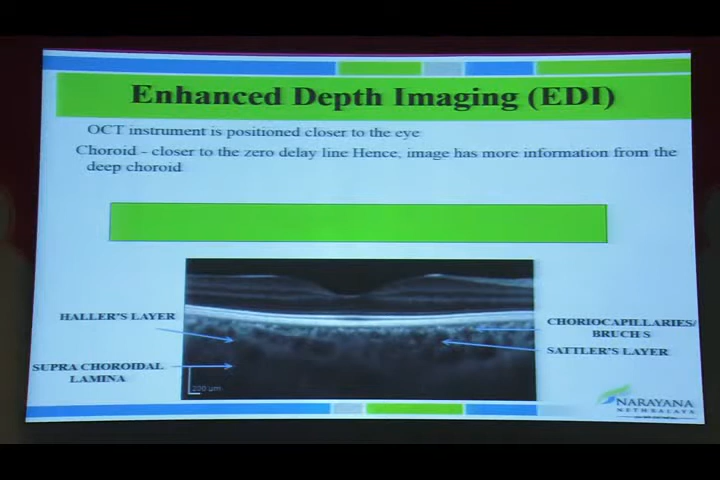 Enhanced Depth Imaging (EDI)
OCT instrument is positioned closer to the eye
Choroid - closer to the zero delay line Hence, image has more information from the
deep choroid
HALLER'S LAYER
SUPRA CHOROIDAL
LAMINA
CHORIOCAPILLARIES/
BRUCH S
SATTLER'S LAYER
200 µm
NARAYANA
NETHRALAYA